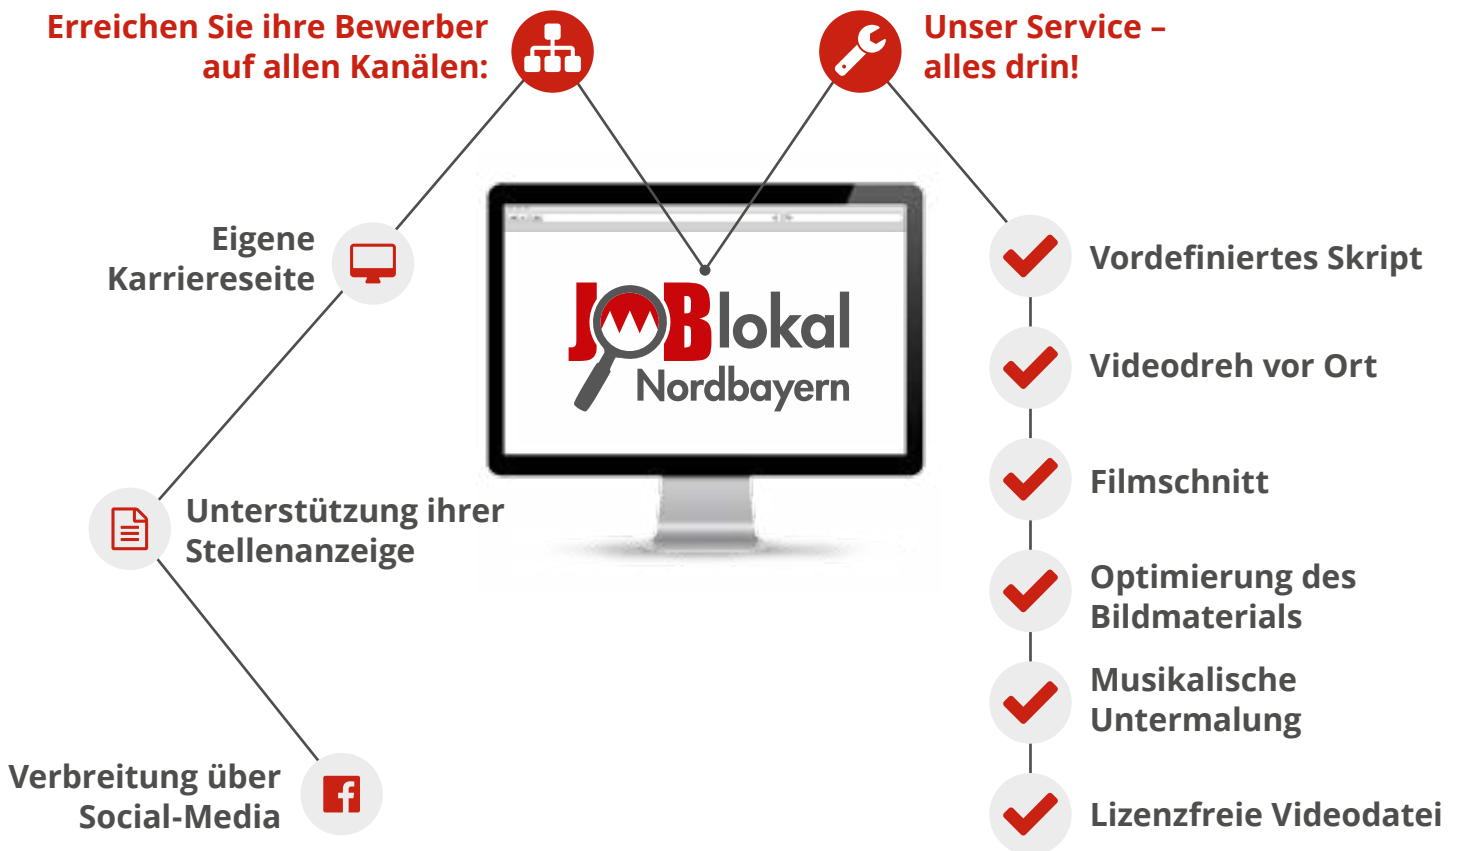 Erreichen Sie ihre Bewerber
auf allen Kanälen:
Eigene
Karriereseite
Unterstützung ihrer
Stellenanzeige
Verbreitung über
Social-Media
JOBlokal
Nordbayern
Unser Service –
alles drin!
Vordefiniertes Skript
Videodreh vor Ort
Filmschnitt
Optimierung des
Bildmaterials
Musikalische
Untermalung
Lizenzfreie Videodatei